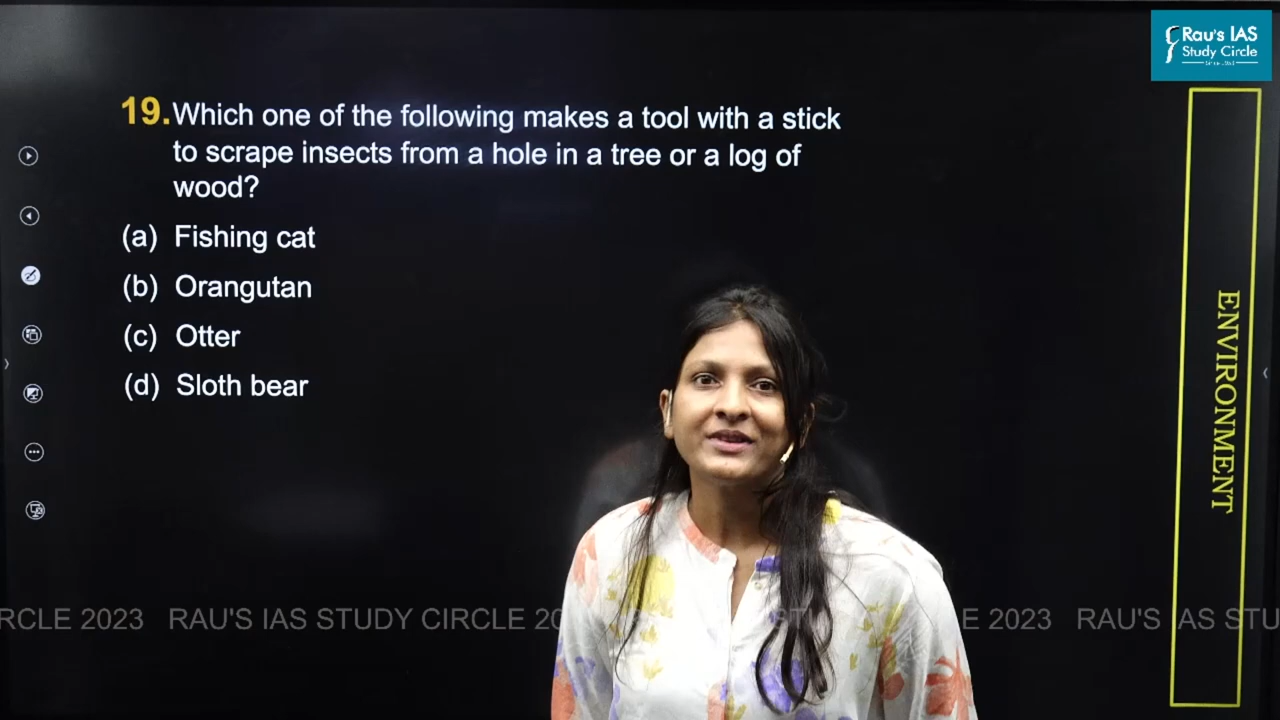 Rau's IAS
Study Circle
19. Which one of the following makes a tool with a stick
to scrape insects from a hole in a tree or a log of
wood?
(a) Fishing cat
(b) Orangutan
(c) Otter
(d) Sloth bear
ENVIRONMENT
RCLE 2023 RAU'S IAS STUDY CIRCLE 20 E 2023 RAU'S IAS STU